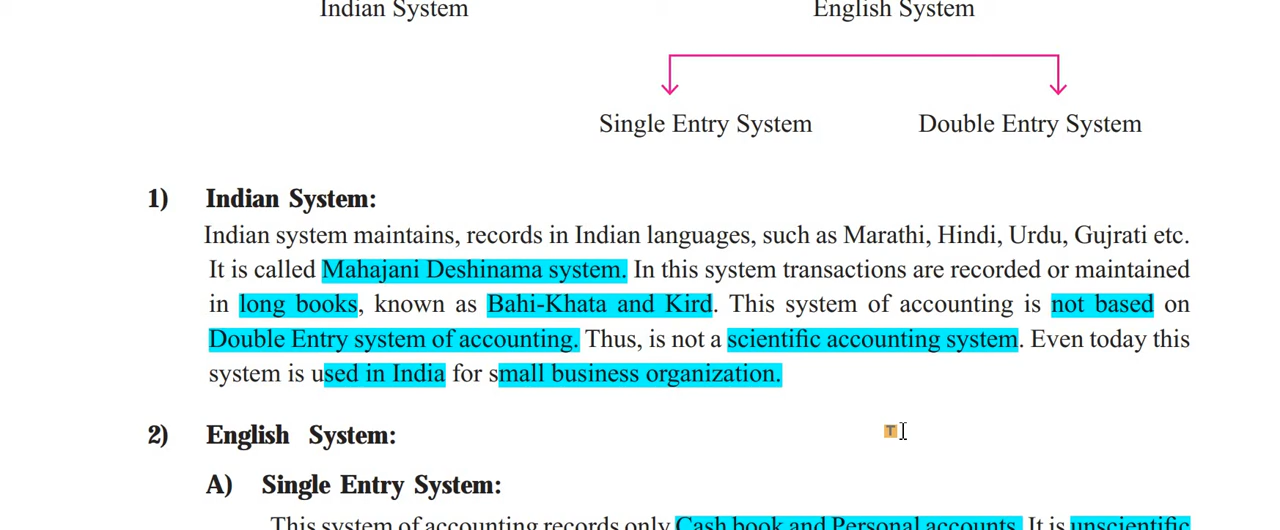 Indian System English System
Single Entry System Double Entry System
1) Indian System:
Indian system maintains, records in Indian languages, such as Marathi, Hindi, Urdu, Gujrati etc.
It is called Mahajani Deshinama system. In this system transactions are recorded or maintained
in long books, known as Bahi-Khata and Kird. This system of accounting is not based on
Double Entry system of accounting. Thus, is not a scientific accounting system. Even today this
system is used in India for small business organization.
2) English System:
T
A) Single Entry System:
This system of accounting records only Cash book and Personal accounts. It is unscientific